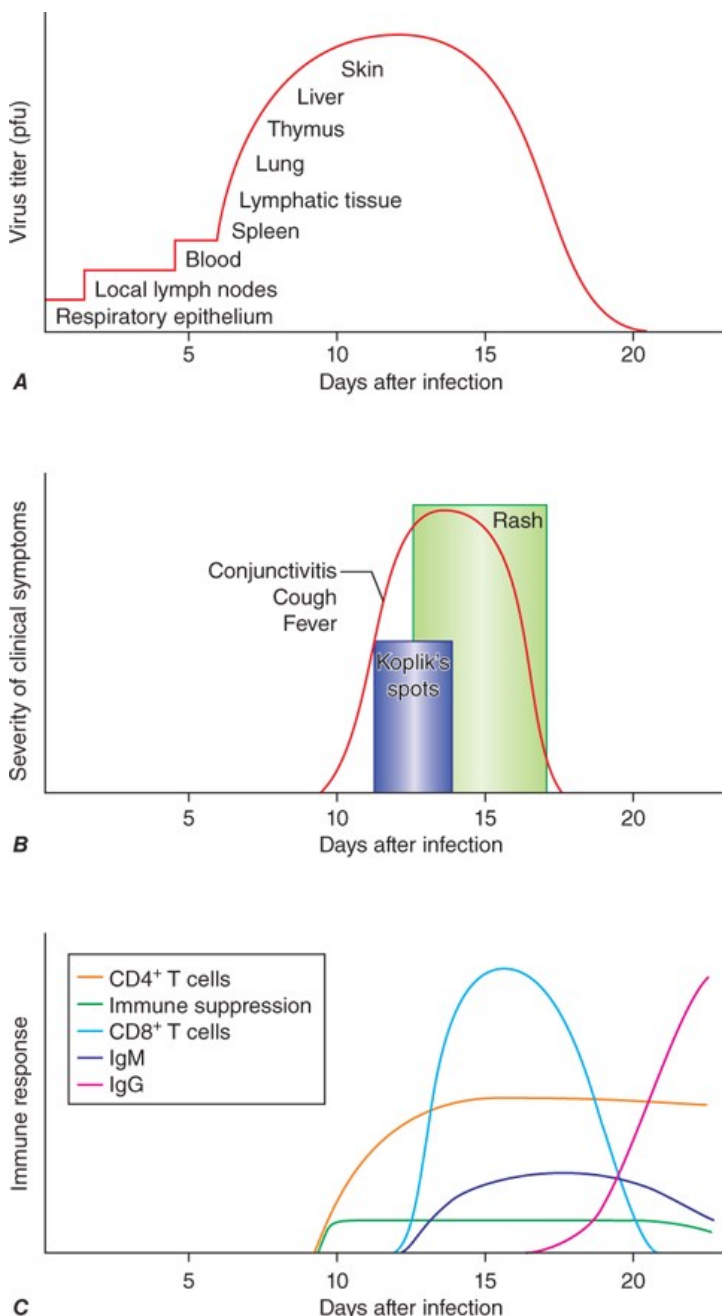 Virus titer (pfu)
Skin
Liver
Thymus
Lung
Lymphatic tissue
Spleen
Blood
Local lymph nodes
Respiratory epithelium
5 10 15 20
Days after infection
A
Severity of clinical symptoms
Rash
Conjunctivitis
Cough
Fever
Koplik's
spots
5 10 15 20
Days after infection
B
Immune response
CD4⁺ T cells
Immune suppression
CD8⁺ T cells
IgM
IgG
5 10 15 20
Days after infection
C